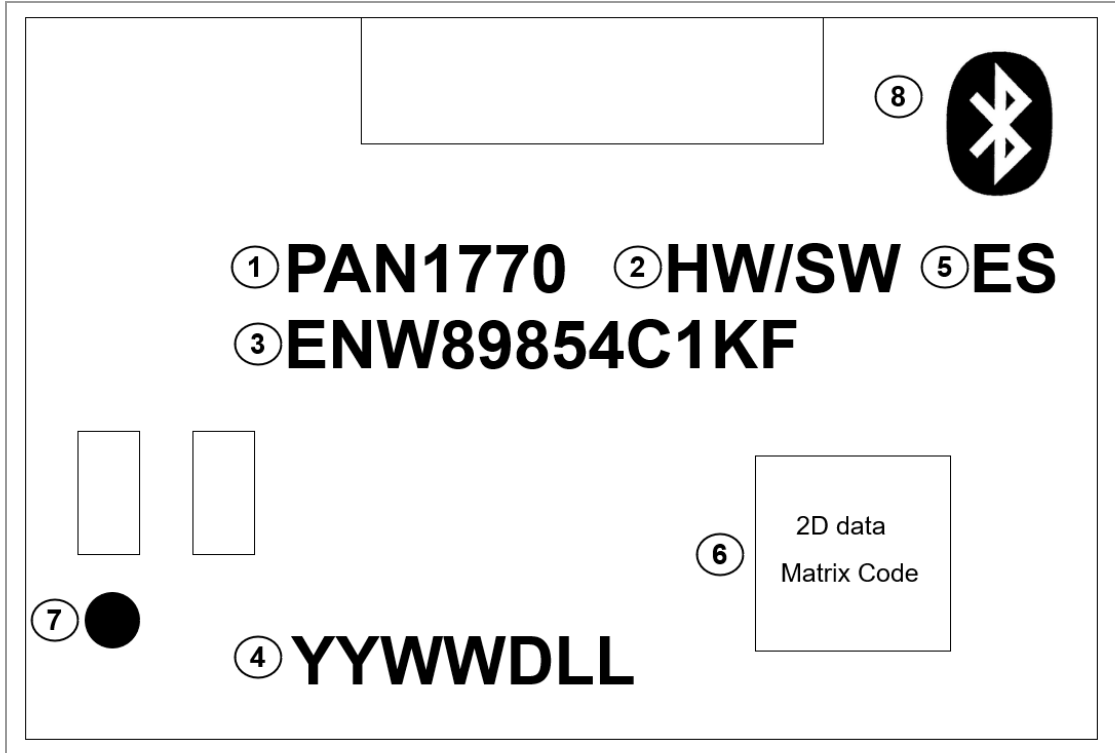 8
1 PAN1770 2 HW/SW 5 ES
3 ENW89854C1KF
6 2D data
Matrix Code
7
4 YYWWDLL